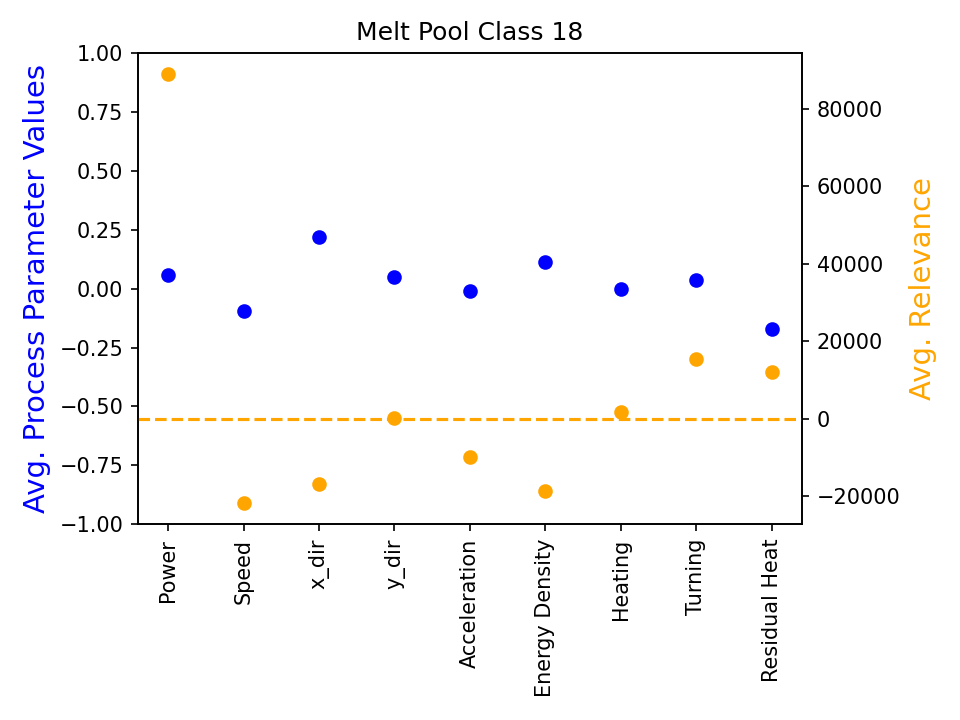 Melt Pool Class 18
Avg. Process Parameter Values
1.00
0.75
0.50
0.25
0.00
−0.25
−0.50
−0.75
−1.00
80000
60000
40000
20000
0
−20000
Avg. Relevance
Power
Speed
x_dir
y_dir
Acceleration
Energy Density
Heating
Turning
Residual Heat